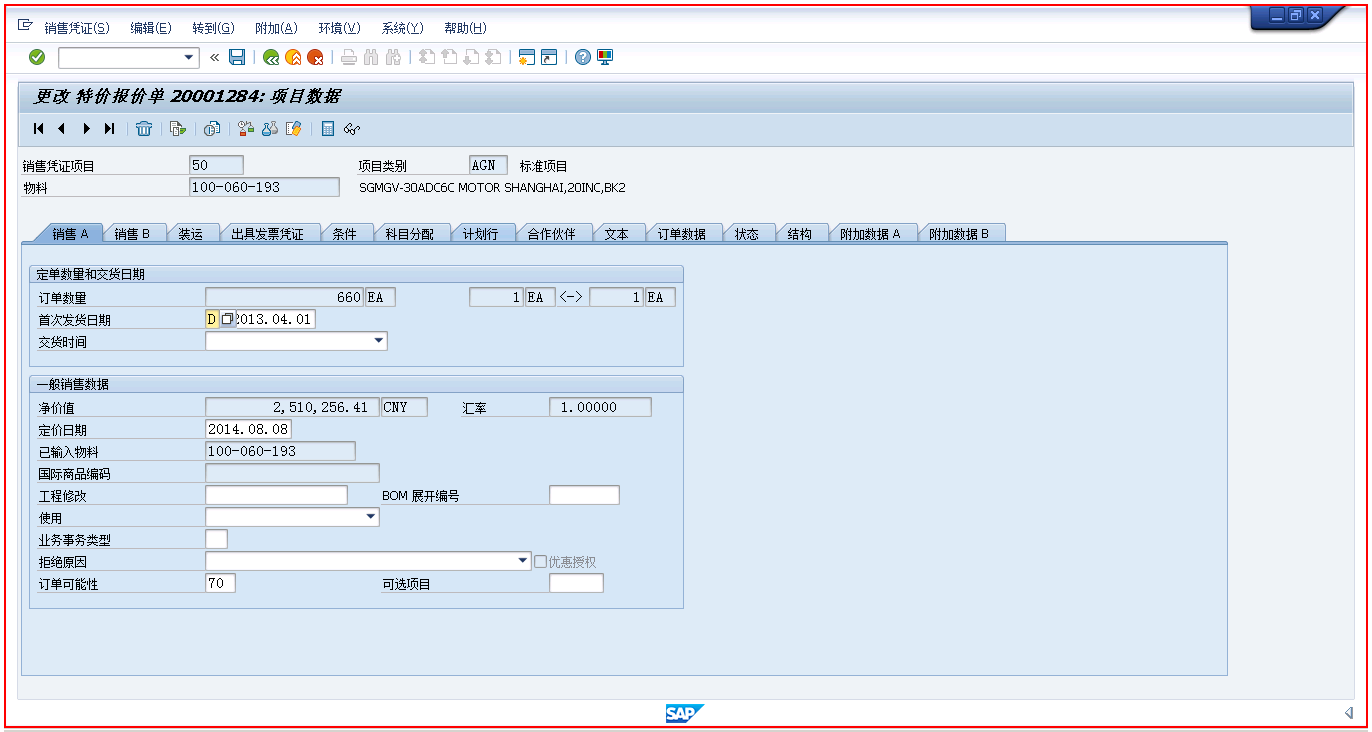 销售凭证(S) 编辑(E) 转到(G) 附加(A) 环境(V) 系统(Y) 帮助(H)
更改 特价报价单 20001284: 项目数据
销售凭证项目 50 项目类别 AGN 标准项目
物料 100-060-193 SGMGV-30ADC6C MOTOR SHANGHAI,20INC,BK2
销售 A 销售 B 装运 出具发票凭证 条件 科目分配 计划行 合作伙伴 文本 订单数据 状态 结构 附加数据 A 附加数据 B
定单数量和交货日期
订单数量 660 EA 1 EA <-> 1 EA
首次发货日期 D 2013.04.01
交货时间
一般销售数据
净价值 2,510,256.41 CNY 汇率 1.00000
定价日期 2014.08.08
已输入物料 100-060-193
国际商品编码
工程修改 BOM 展开编号
使用
业务事务类型
拒绝原因 优惠授权
订单可能性 70 可选项目
SAP